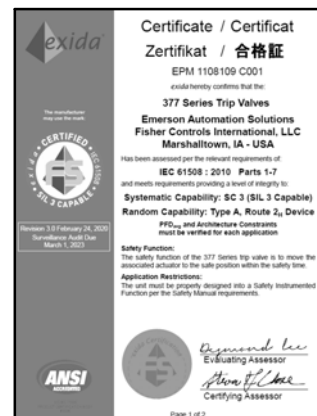 exida
Certificate / Certificat
Zertifikat / 合格証
EPM 1108109 C001
exida hereby confirms that the:
377 Series Trip Valves
Emerson Automation Solutions
Fisher Controls International, LLC
Marshalltown, IA - USA
Has been assessed per the relevant requirements of:
IEC 61508 : 2010 Parts 1-7
and meets requirements providing a level of integrity to:
Systematic Capability: SC 3 (SIL 3 Capable)
Random Capability: Type A, Route 2H Device
PFDavg and Architecture Constraints
must be verified for each application
Safety Function:
The safety function of the 377 Series trip valve is to move the
associated actuator to the safe position within the safety time.
Application Restrictions:
The unit must be properly designed into a Safety Instrumented
Function per the Safety Manual requirements.
The manufacturer
may use the mark:
CERTIFIED
exida
IEC 61508
SIL 3 CAPABLE
Revision 3.0 February 24, 2020
Surveillance Audit Due
March 1, 2023
ANSI
Evaluating Assessor
Certifying Assessor
Page 1 of 2